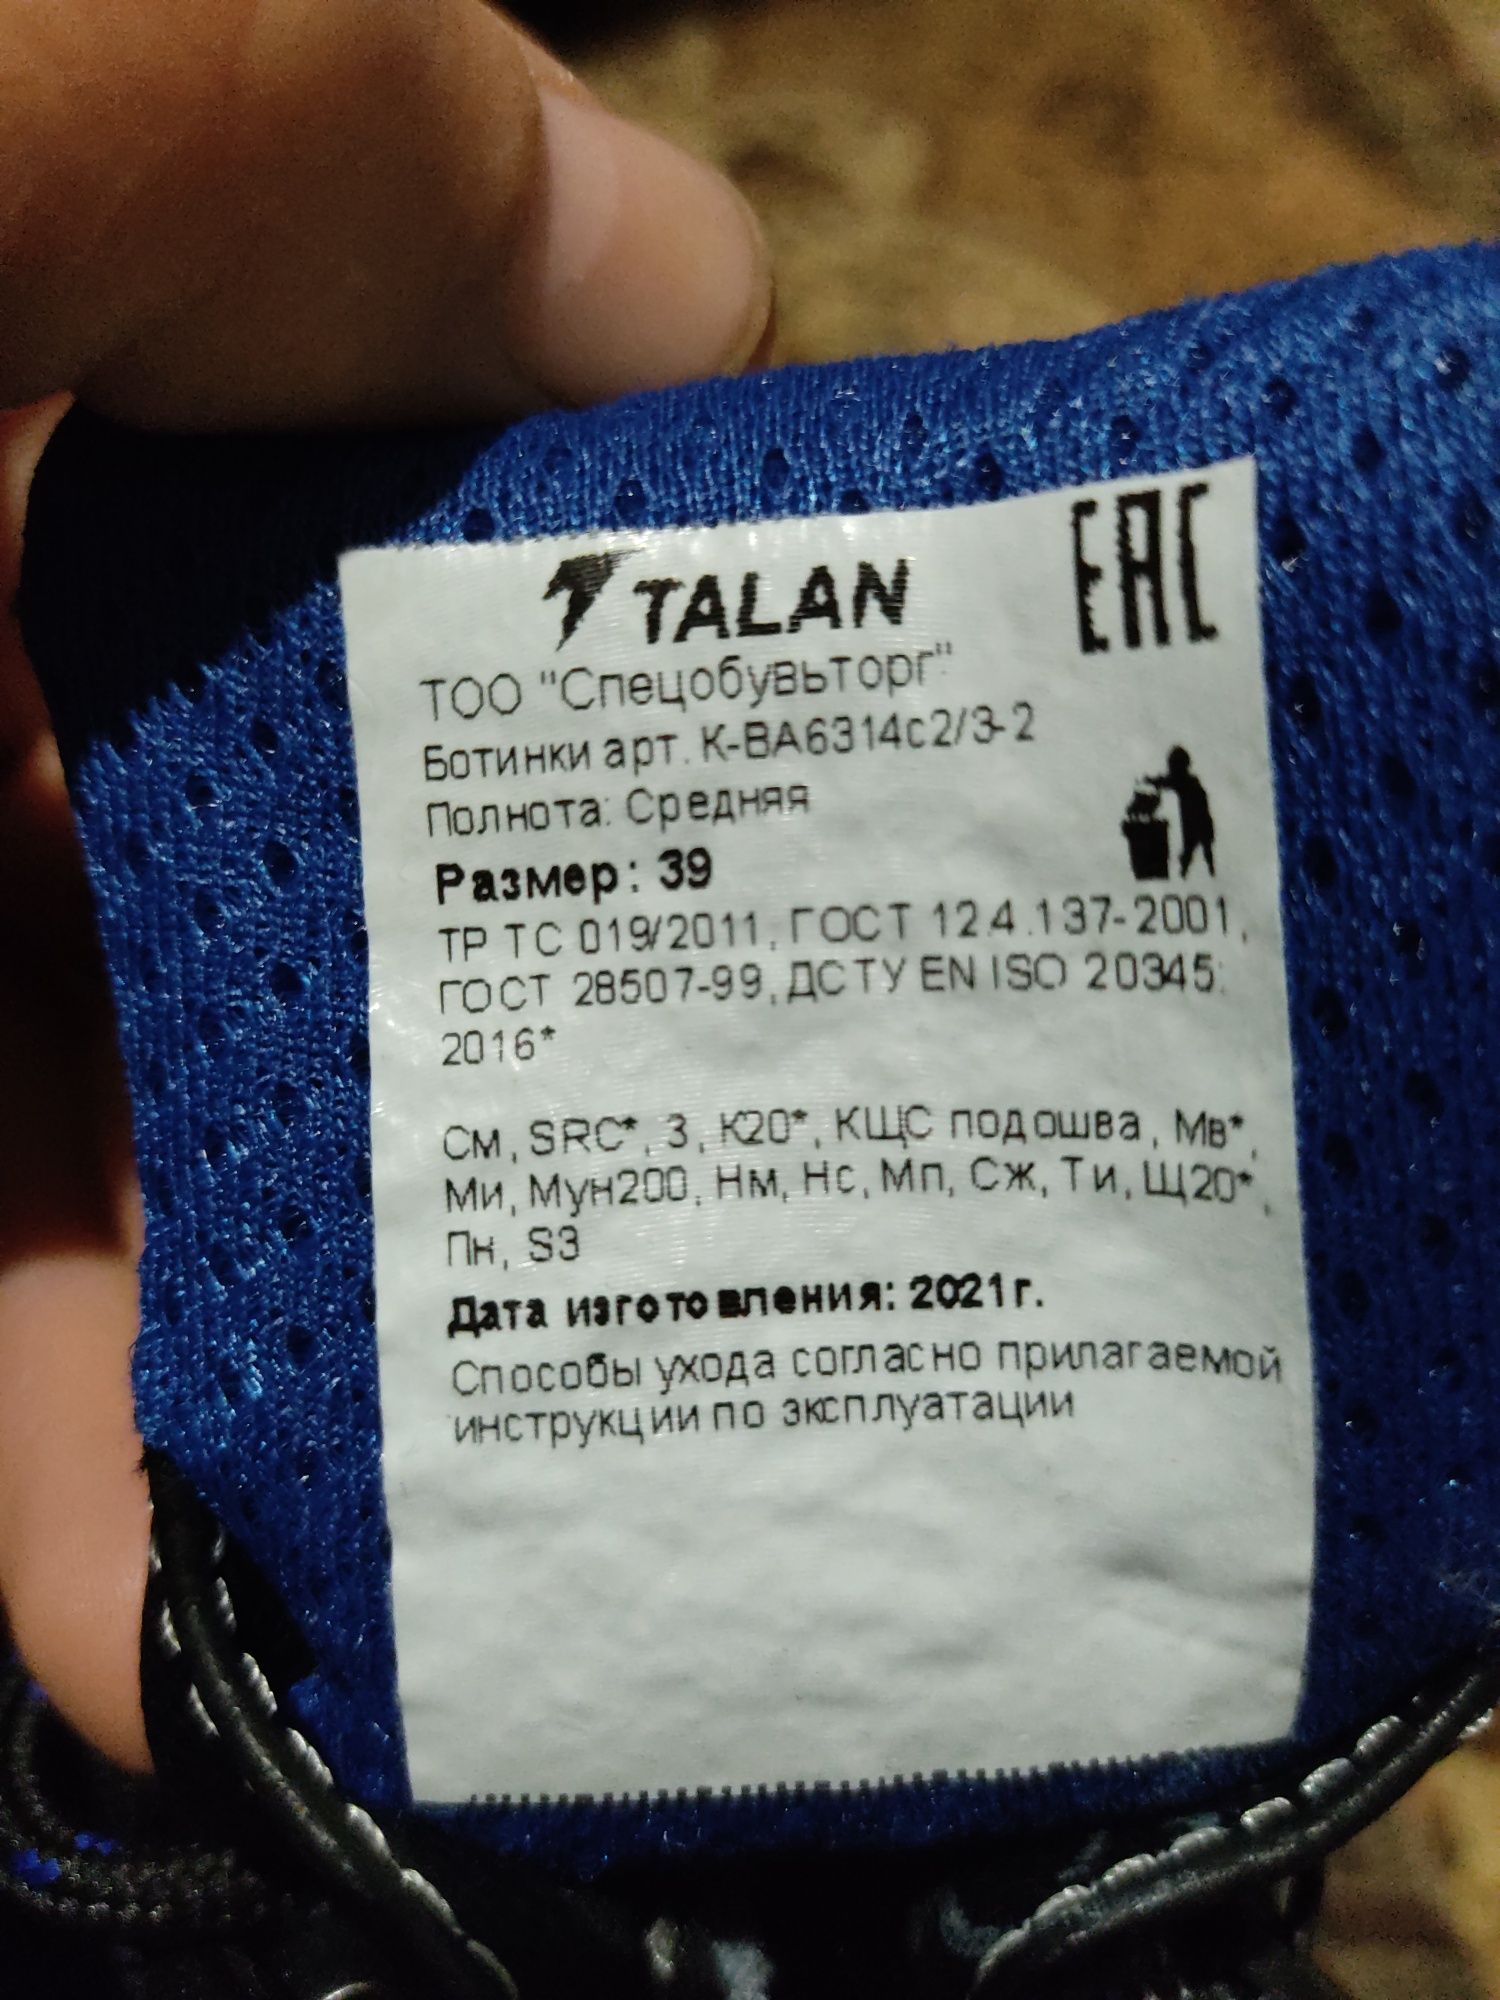 TALAN
EAC
ТОО "Спецобувьторг"
Ботинки арт. К-ВА6314с2/3-2
Полнота: Средняя
Размер: 39
ТР ТС 019/2011, ГОСТ 12.4.137-2001,
ГОСТ 28507-99, ДСТУ EN ISO 20345:
2016*
См, SRC*, З, К20*, КЩС подошва, Мв*,
Ми, Мун200, Нм, Нс, Мп, Сж, Ти, Щ20*,
Пн, S3
Дата изготовления: 2021г.
Способы ухода согласно прилагаемой
инструкции по эксплуатации